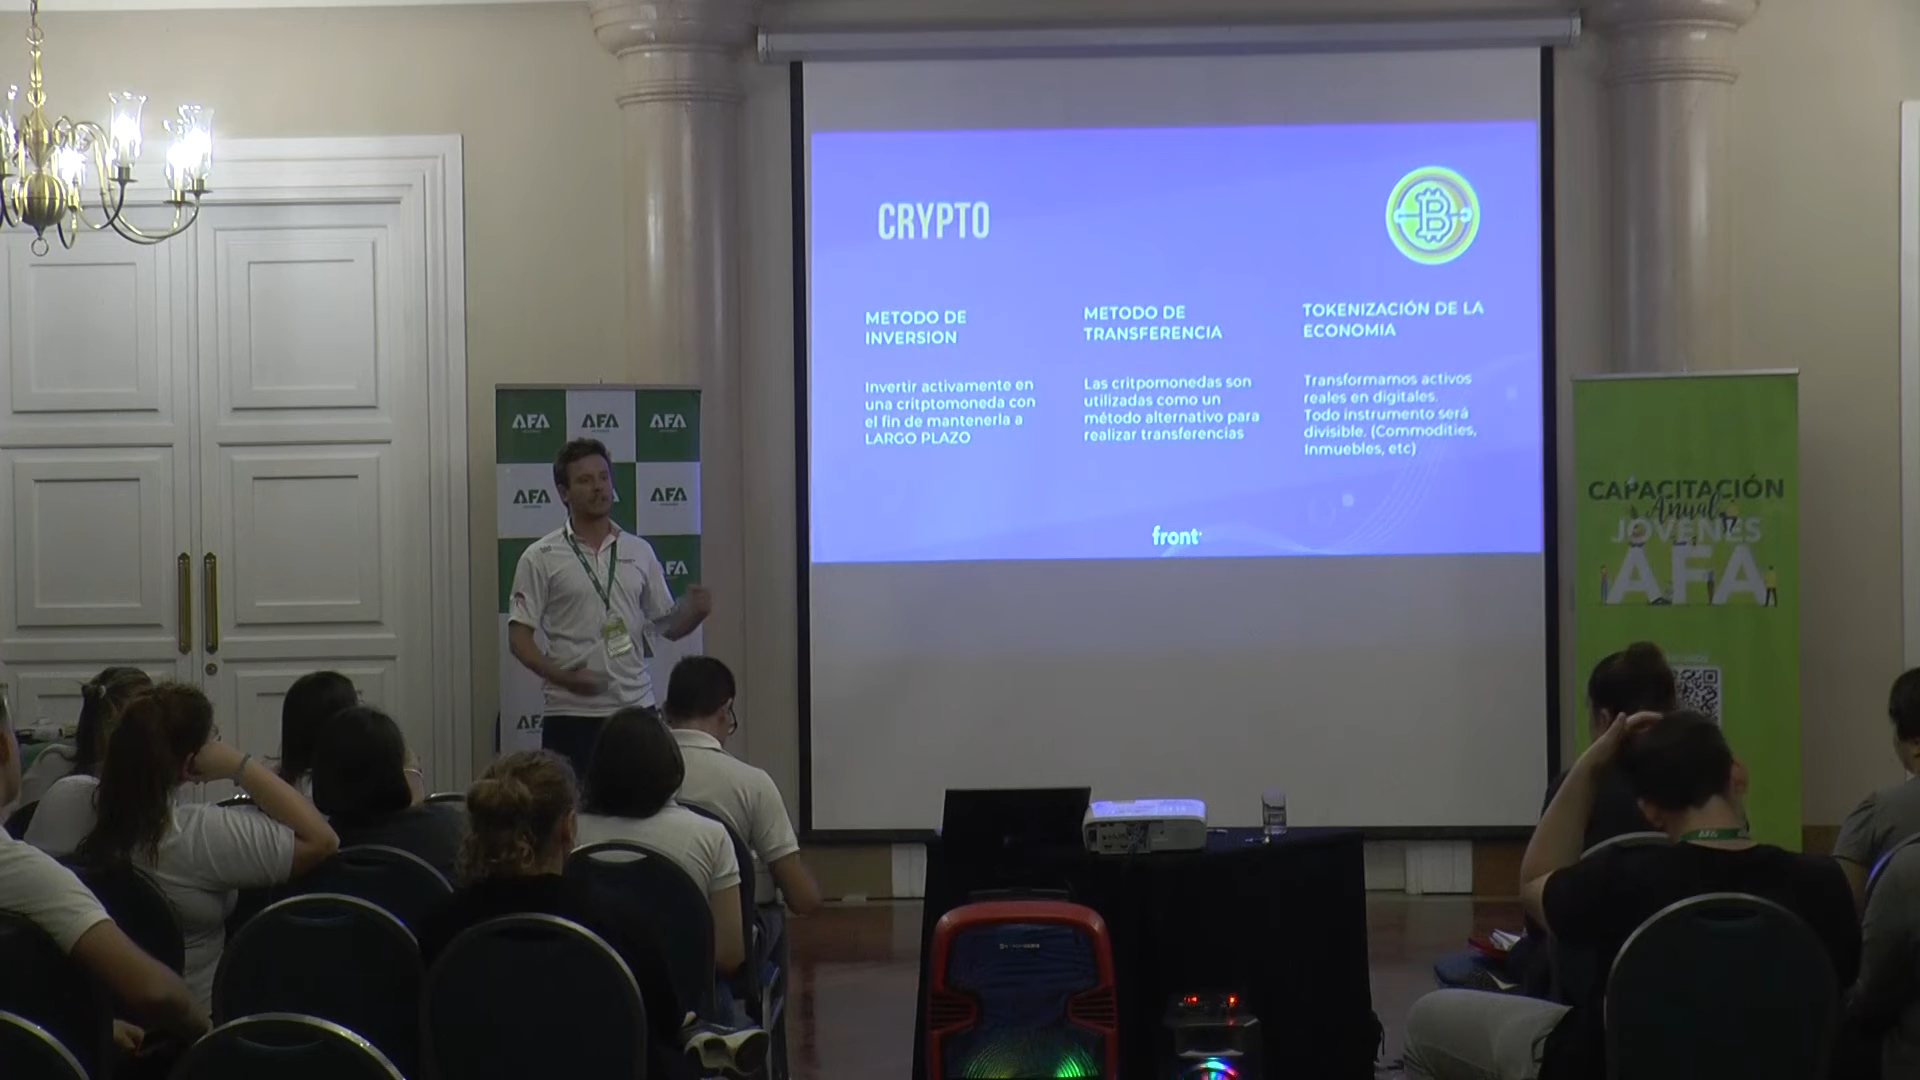 CRYPTO
METODO DE
INVERSION
Invertir activamente en
una critptomoneda con
el fin de mantenerla a
LARGO PLAZO
METODO DE
TRANSFERENCIA
Las critpomonedas son
utilizadas como un
método alternativo para
realizar transferencias
TOKENIZACIÓN DE LA
ECONOMIA
Transformamos activos
reales en digitales.
Todo instrumento será
divisible. (Commodities,
Inmuebles, etc)
front
AFA
AFA
AFA
AFA
AFA
CAPACITACIÓN
Anual
JOVENES
AFA